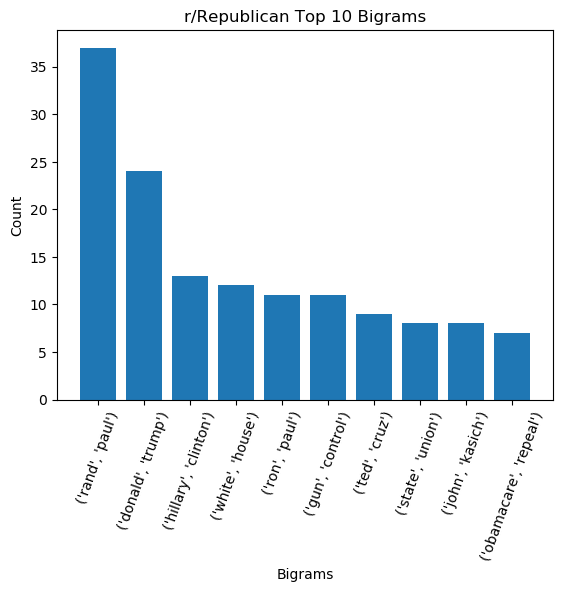 r/Republican Top 10 Bigrams
35
30
25
20
15
10
5
0
Count
('rand', 'paul')
('donald', 'trump')
('hillary', 'clinton')
('white', 'house')
('ron', 'paul')
('gun', 'control')
('ted', 'cruz')
('state', 'union')
('john', 'kasich')
('obamacare', 'repeal')
Bigrams